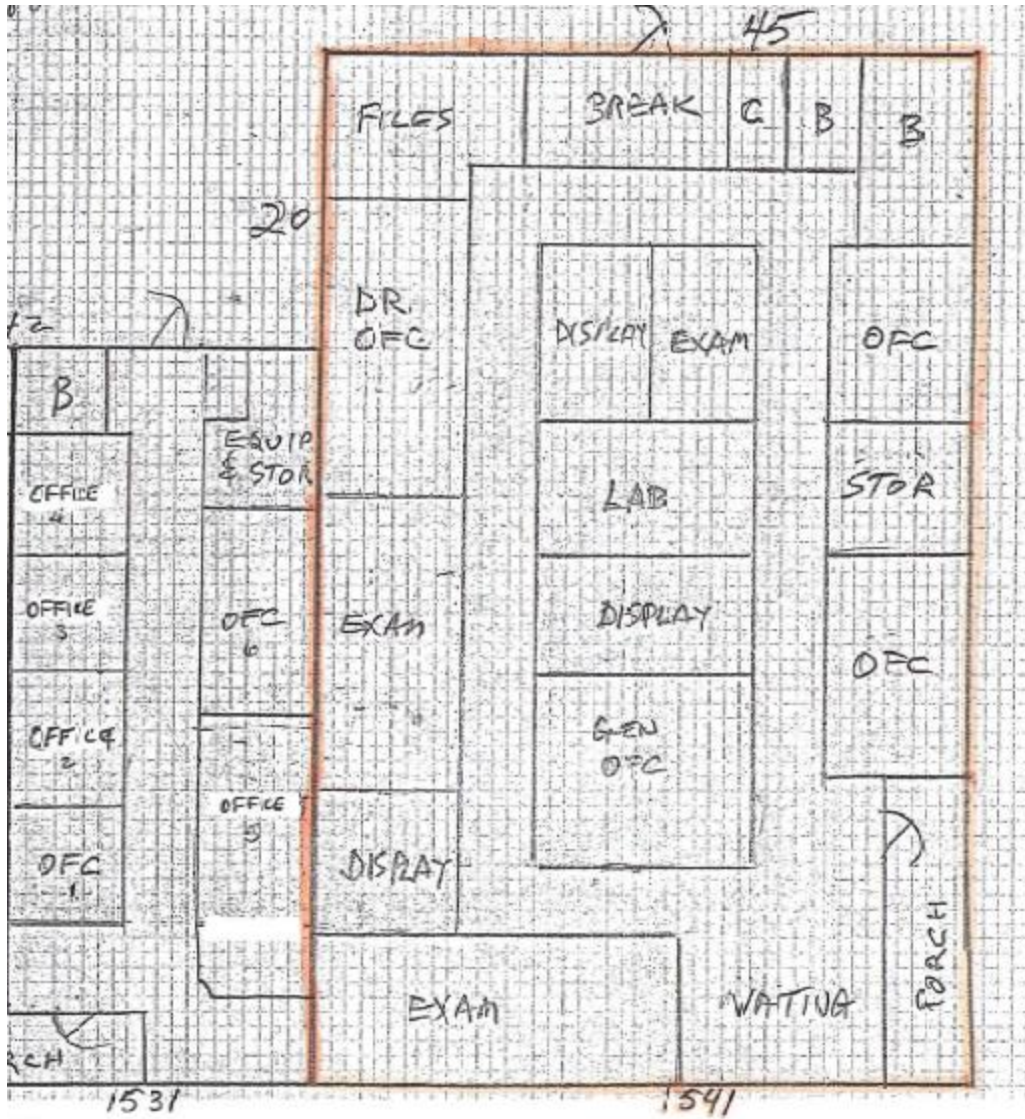 45
FILES
BREAK
C
B
B
20
DR.
OFC
DISPLAY
EXAM
OFC
B
EQUIP
& STOR
OFFICE
4
LAB
STOR
OFFICE
3
OFC
6
EXAM
DISPLAY
OFC
OFFICE
2
GEN
OFC
OFFICE
5
OFC
1
DISPLAY
PORCH
EXAM
WAITING
RCH
1531
1541